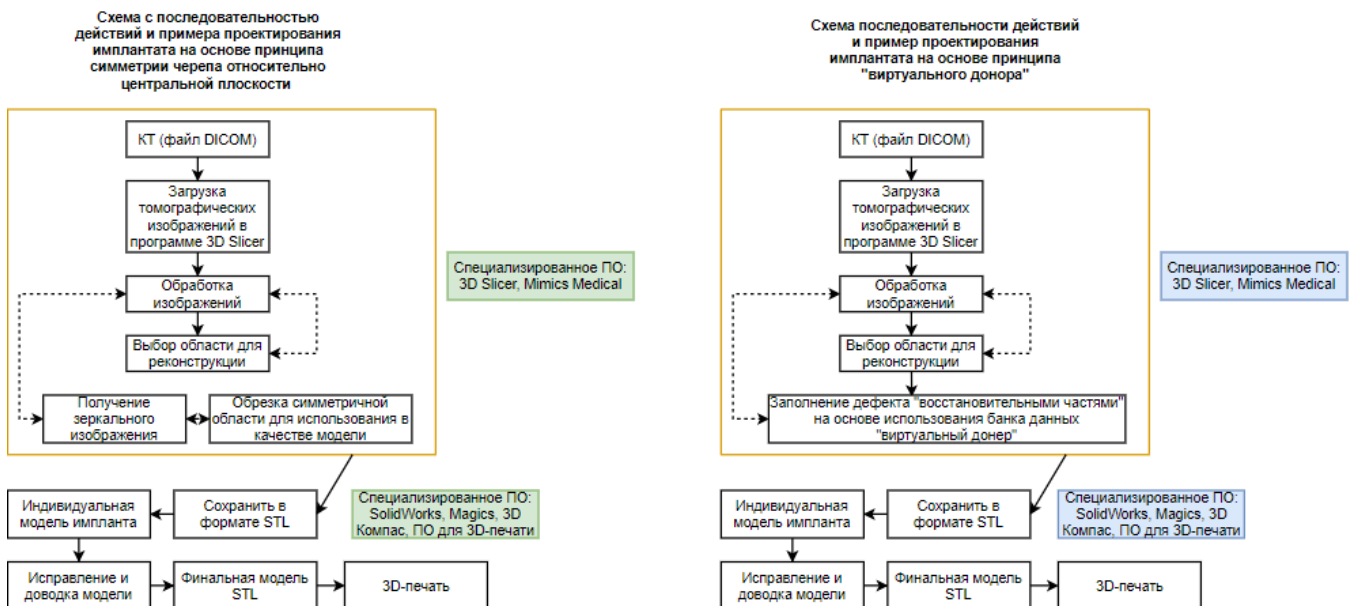 Схема с последовательностью
действий и примера проектирования
имплантата на основе принципа
симметрии черепа относительно
центральной плоскости
КТ (файл DICOM)
Загрузка
томографических
изображений в
программе 3D Slicer
Обработка
изображений
Выбор области для
реконструкции
Получение
зеркального
изображения
Обрезка симметричной
области для использования в
качестве модели
Специализированное ПО:
3D Slicer, Mimics Medical
Индивидуальная
модель импланта
Сохранить в
формате STL
Специализированное ПО:
SolidWorks, Magics, 3D
Компас, ПО для 3D-печати
Исправление и
доводка модели
Финальная модель
STL
3D-печать
Схема последовательности действий
и пример проектирования
имплантата на основе принципа
"виртуального донора"
КТ (файл DICOM)
Загрузка
томографических
изображений в
программе 3D Slicer
Обработка
изображений
Выбор области для
реконструкции
Заполнение дефекта "восстановительными частями"
на основе использования банка данных
"виртуальный донер"
Специализированное ПО:
3D Slicer, Mimics Medical
Индивидуальная
модель импланта
Сохранить в
формате STL
Специализированное ПО:
SolidWorks, Magics, 3D
Компас, ПО для 3D-печати
Исправление и
доводка модели
Финальная модель
STL
3D-печать